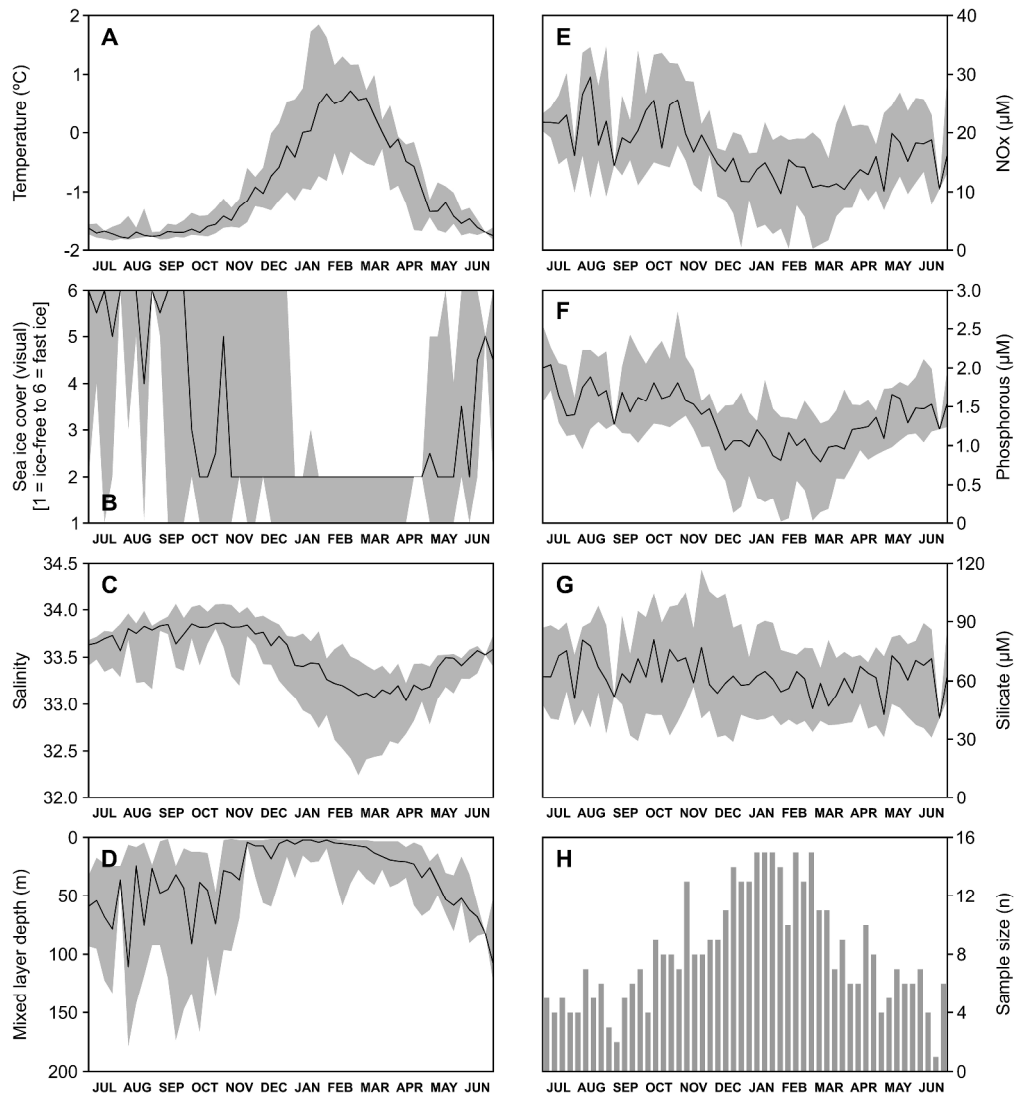 A
Temperature (ºC)
2
1
0
-1
-2
JUL AUG SEP OCT NOV DEC JAN FEB MAR APR MAY JUN
B
Sea ice cover (visual)
[1 = ice-free to 6 = fast ice]
6
5
4
3
2
1
JUL AUG SEP OCT NOV DEC JAN FEB MAR APR MAY JUN
C
Salinity
34.5
34.0
33.5
33.0
32.5
32.0
JUL AUG SEP OCT NOV DEC JAN FEB MAR APR MAY JUN
D
Mixed layer depth (m)
0
50
100
150
200
JUL AUG SEP OCT NOV DEC JAN FEB MAR APR MAY JUN
E
NOx (µM)
40
30
20
10
0
JUL AUG SEP OCT NOV DEC JAN FEB MAR APR MAY JUN
F
Phosphorous (µM)
3.0
2.5
2.0
1.5
1.0
0.5
0
JUL AUG SEP OCT NOV DEC JAN FEB MAR APR MAY JUN
G
Silicate (µM)
120
90
60
30
0
JUL AUG SEP OCT NOV DEC JAN FEB MAR APR MAY JUN
H
Sample size (n)
16
12
8
4
0
JUL AUG SEP OCT NOV DEC JAN FEB MAR APR MAY JUN